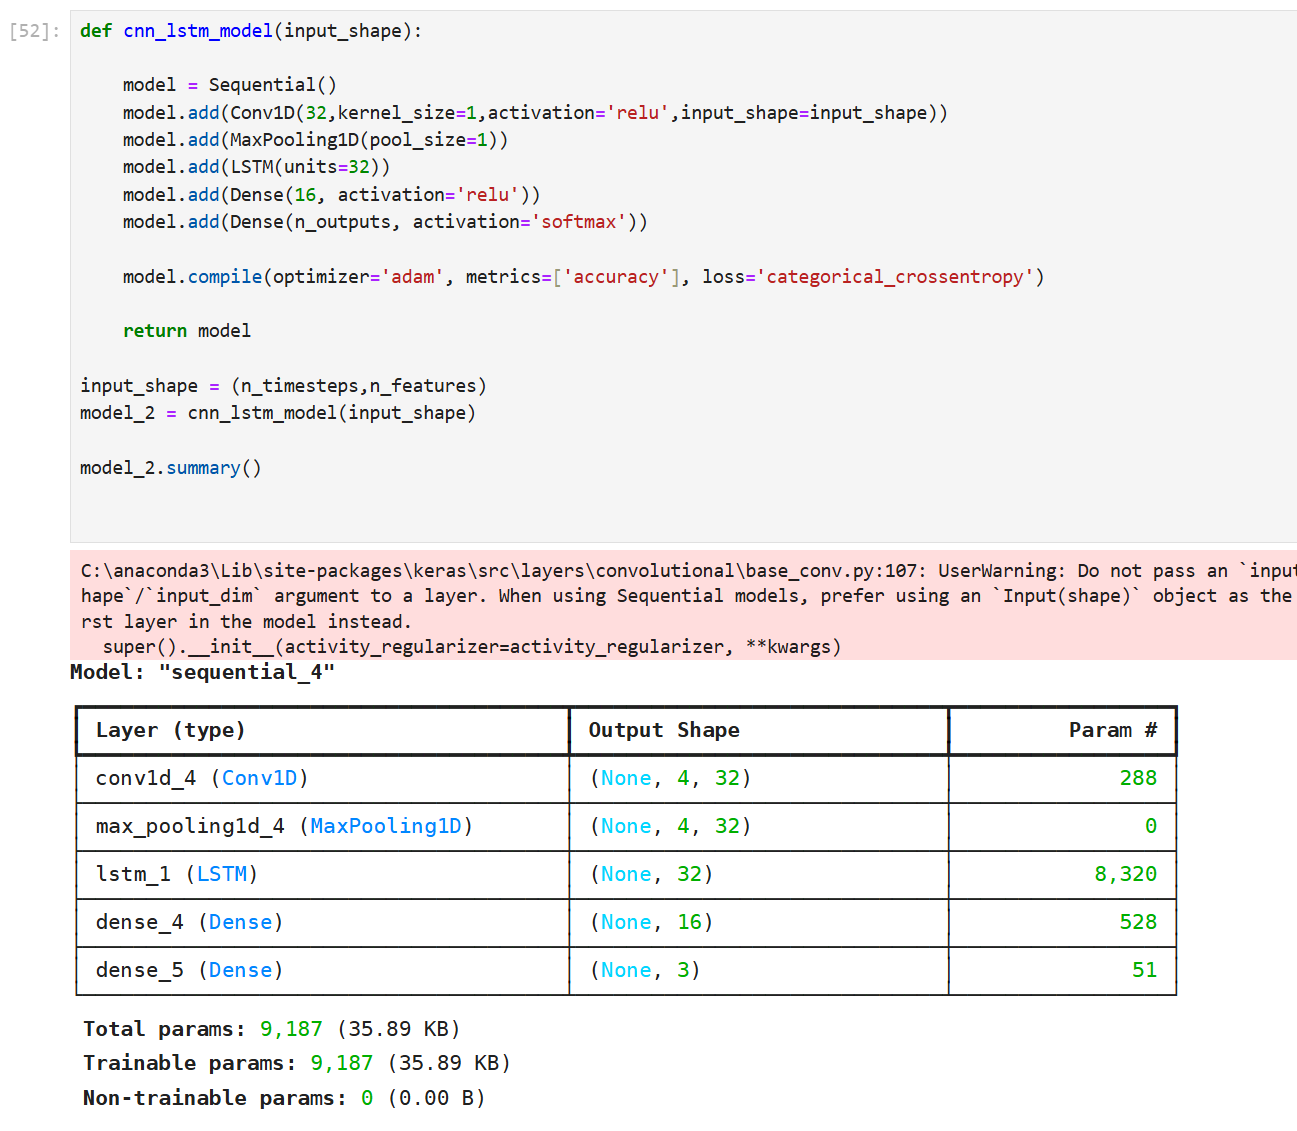 [52]: def cnn_lstm_model(input_shape):
model = Sequential()
model.add(Conv1D(32,kernel_size=1,activation='relu',input_shape=input_shape))
model.add(MaxPooling1D(pool_size=1))
model.add(LSTM(units=32))
model.add(Dense(16, activation='relu'))
model.add(Dense(n_outputs, activation='softmax'))
model.compile(optimizer='adam', metrics=['accuracy'], loss='categorical_crossentropy')
return model
input_shape = (n_timesteps,n_features)
model_2 = cnn_lstm_model(input_shape)
model_2.summary()
C:\anaconda3\Lib\site-packages\keras\src\layers\convolutional\base_conv.py:107: UserWarning: Do not pass an `input
hape`/`input_dim` argument to a layer. When using Sequential models, prefer using an `Input(shape)` object as the
rst layer in the model instead.
super().__init__(activity_regularizer=activity_regularizer, **kwargs)
Model: "sequential_4"
Layer (type) Output Shape Param #
conv1d_4 (Conv1D) (None, 4, 32) 288
max_pooling1d_4 (MaxPooling1D) (None, 4, 32) 0
lstm_1 (LSTM) (None, 32) 8,320
dense_4 (Dense) (None, 16) 528
dense_5 (Dense) (None, 3) 51
Total params: 9,187 (35.89 KB)
Trainable params: 9,187 (35.89 KB)
Non-trainable params: 0 (0.00 B)